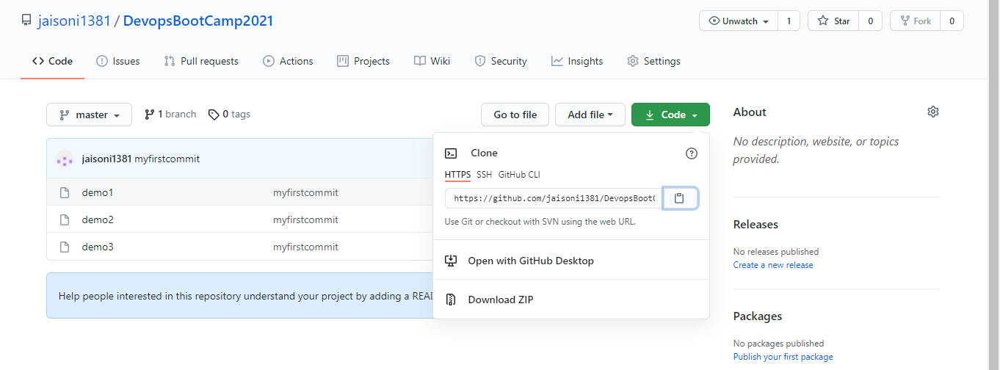 jaisoni1381 / DevopsBootCamp2021
Unwatch 1 Star 0 Fork 0
Code Issues Pull requests Actions Projects Wiki Security Insights Settings
master 1 branch 0 tags Go to file Add file Code
jaisoni1381 myfirstcommit
demo1 myfirstcommit
demo2 myfirstcommit
demo3 myfirstcommit
Help people interested in this repository understand your project by adding a
Clone
HTTPS SSH GitHub CLI
https://github.com/jaisoni1381/DevopsBoot
Use Git or checkout with SVN using the web URL.
Open with GitHub Desktop
Download ZIP
About
No description, website, or topics
provided.
Releases
No releases published
Create a new release
Packages
No packages published
Publish your first package